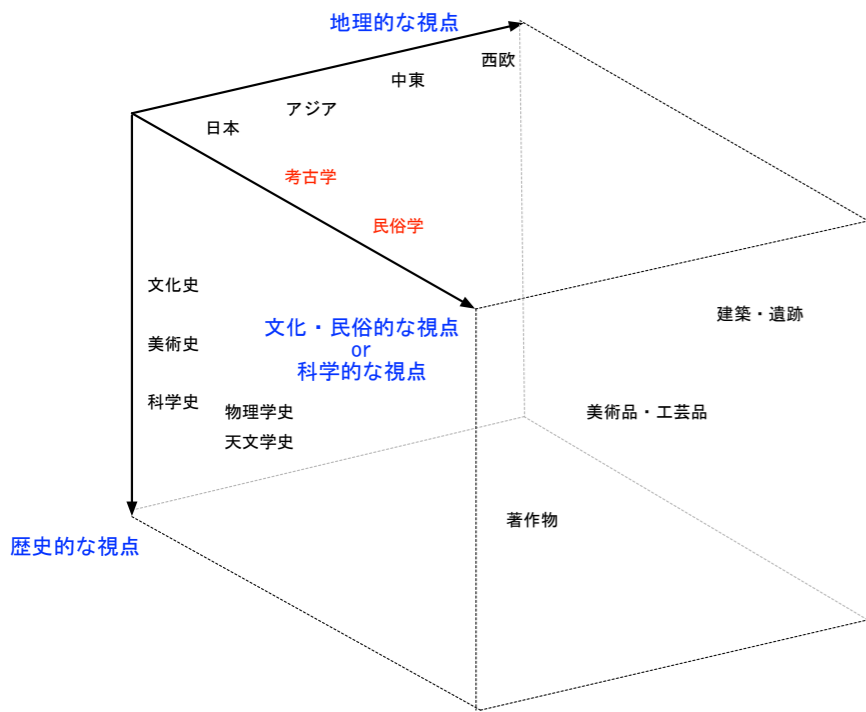 地理的な視点
西欧
中東
アジア
日本
考古学
民俗学
文化史
建築・遺跡
文化・民俗的な視点
or
科学的な視点
美術史
科学史
物理学史
美術品・工芸品
天文学史
著作物
歴史的な視点